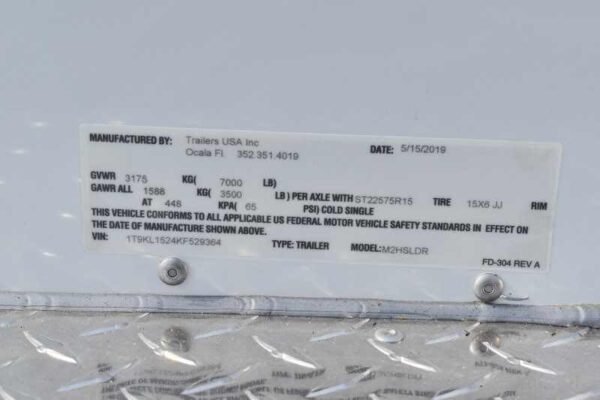 MANUFACTURED BY: Trailers USA Inc DATE: 5/15/2019
Ocala Fl. 352.351.4019
GVWR 3175 KG( 7000 LB)
GAWR ALL 1588 KG( 3500 LB ) PER AXLE WITH ST22575R15 TIRE 15X6 JJ RIM
AT 448 KPA( 65 PSI) COLD SINGLE
THIS VEHICLE CONFORMS TO ALL APPLICABLE US FEDERAL MOTOR VEHICLE SAFETY STANDARDS IN EFFECT ON
THE DATE OF MANUFACTURE SHOWN ABOVE.
VIN: 1T9KL1524KF529364 TYPE: TRAILER MODEL: M2HSLDR
FD-304 REV A